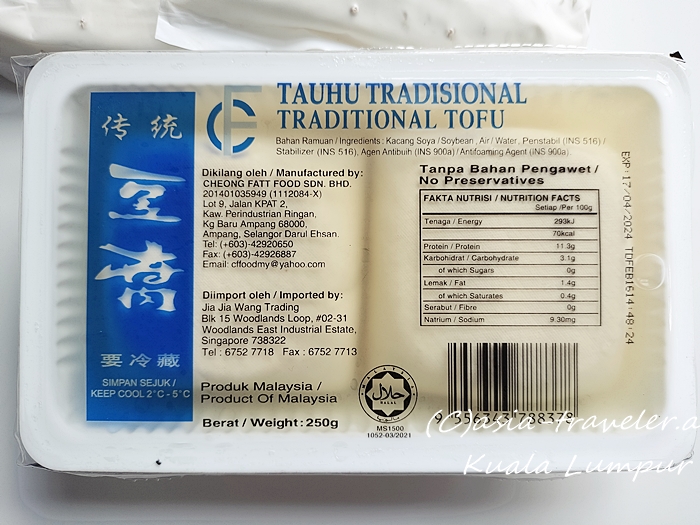 传统
豆腐
要冷藏
SIMPAN SEJUK /
KEEP COOL 2°C - 5°C
CF
TAUHU TRADISIONAL
TRADITIONAL TOFU
Bahan Ramuan / Ingredients : Kacang Soya / Soybean, Air / Water, Penstabil (INS 516) /
Stabilizer (INS 516), Agen Antibuih (INS 900a) / Antifoaming Agent (INS 900a).
Dikilang oleh / Manufactured by:
CHEONG FATT FOOD SDN. BHD.
201401035949 (1112084-X)
Lot 9, Jalan KPAT 2,
Kaw. Perindustrian Ringan,
Kg Baru Ampang 68000,
Ampang, Selangor Darul Ehsan.
Tel: (+603)-42920650
Fax: (+603)-42926887
Email: cffoodmy@yahoo.com
Diimport oleh / Imported by:
Jia Jia Wang Trading
Blk 15 Woodlands Loop, #02-31
Woodlands East Industrial Estate,
Singapore 738322
Tel : 6752 7718 Fax : 6752 7713
Produk Malaysia /
Product Of Malaysia
Berat / Weight: 250g
Tanpa Bahan Pengawet /
No Preservatives
FAKTA NUTRISI / NUTRITION FACTS
Setiap /Per 100g
Tenaga / Energy 293kJ
70kcal
Protein / Protein 11.3g
Karbohidrat / Carbohydrate 3.1g
of which Sugars 0g
Lemak / Fat 1.4g
of which Saturates 0.4g
Serabut / Fibre 0g
Natrium / Sodium 9.30mg
MALAYSIA
حلال
HALAL
MS1500
1052-03/2021
9 556343 788378
EXP:17/04/2024 TDFEB1614:48:24
(C)asia-traveler.a
Kuala Lumpur